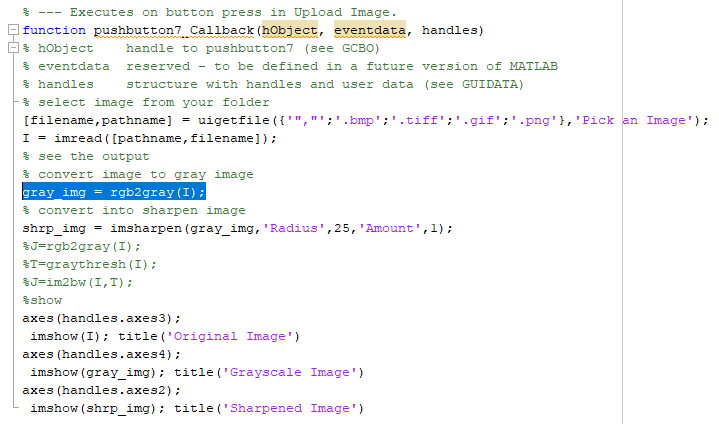 % --- Executes on button press in Upload Image.
function pushbutton7_Callback(hObject, eventdata, handles)
% hObject    handle to pushbutton7 (see GCBO)
% eventdata  reserved - to be defined in a future version of MATLAB
% handles    structure with handles and user data (see GUIDATA)
% select image from your folder
[filename,pathname] = uigetfile({'","';'.bmp';'.tiff';'.gif';'.png'},'Pick an Image');
I = imread([pathname,filename]);
% see the output
% convert image to gray image
gray_img = rgb2gray(I);
% convert into sharpen image
shrp_img = imsharpen(gray_img,'Radius',25,'Amount',1);
%J=rgb2gray(I);
%T=graythresh(I);
%J=im2bw(I,T);
%show
axes(handles.axes3);
 imshow(I); title('Original Image')
axes(handles.axes4);
 imshow(gray_img); title('Grayscale Image')
axes(handles.axes2);
 imshow(shrp_img); title('Sharpened Image')